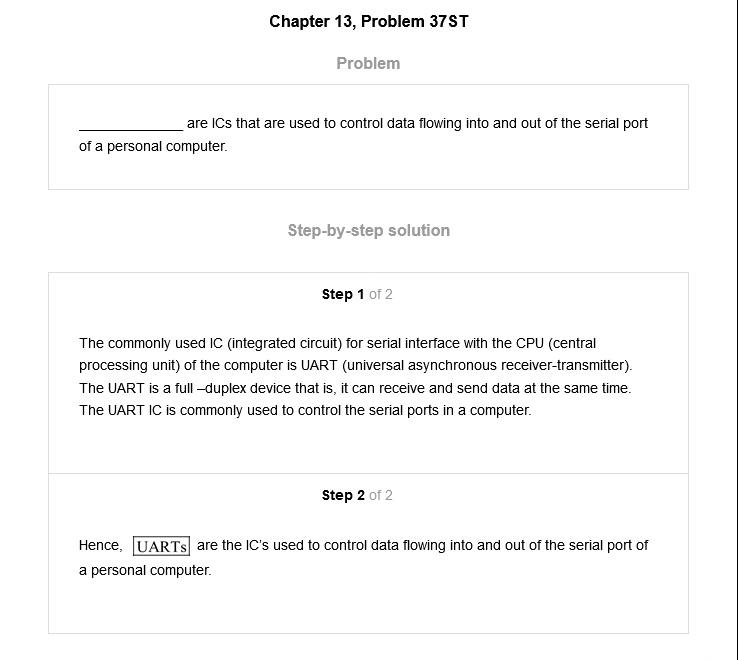 Chapter 13, Problem 37ST
Problem
_____________ are ICs that are used to control data flowing into and out of the serial port
of a personal computer.
Step-by-step solution
Step 1 of 2
The commonly used IC (integrated circuit) for serial interface with the CPU (central
processing unit) of the computer is UART (universal asynchronous receiver-transmitter).
The UART is a full –duplex device that is, it can receive and send data at the same time.
The UART IC is commonly used to control the serial ports in a computer.
Step 2 of 2
Hence, UARTs are the IC's used to control data flowing into and out of the serial port of
a personal computer.